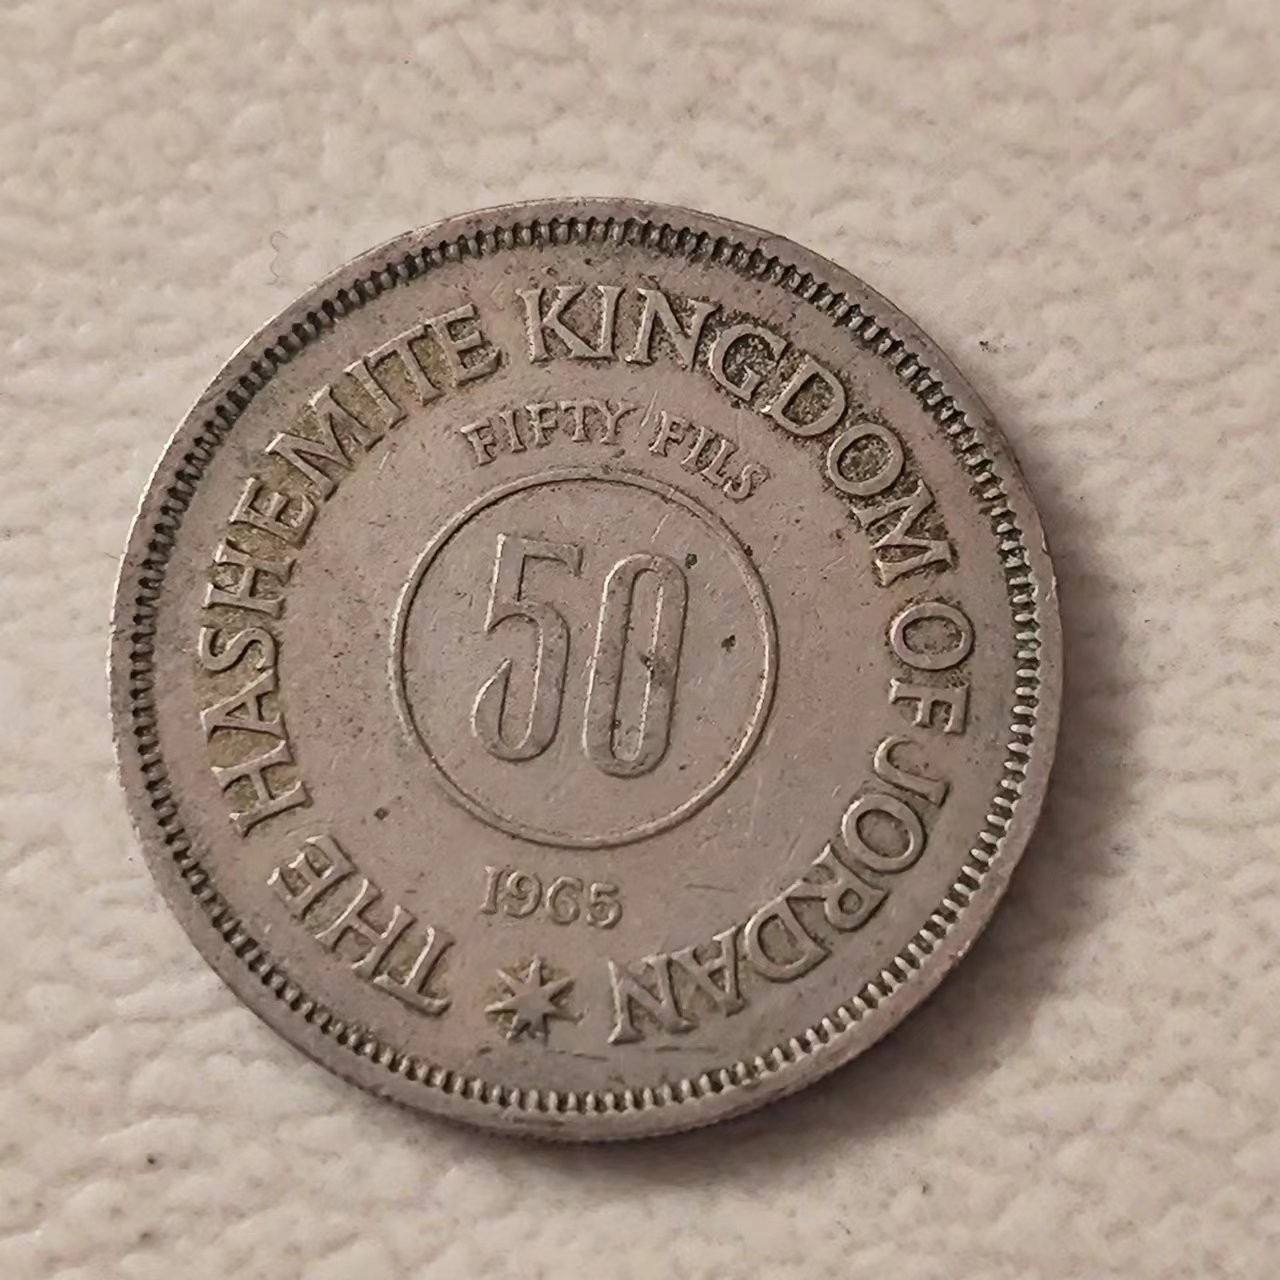 THE HASHEMITE KINGDOM OF JORDAN
FIFTY FILS
50
1965